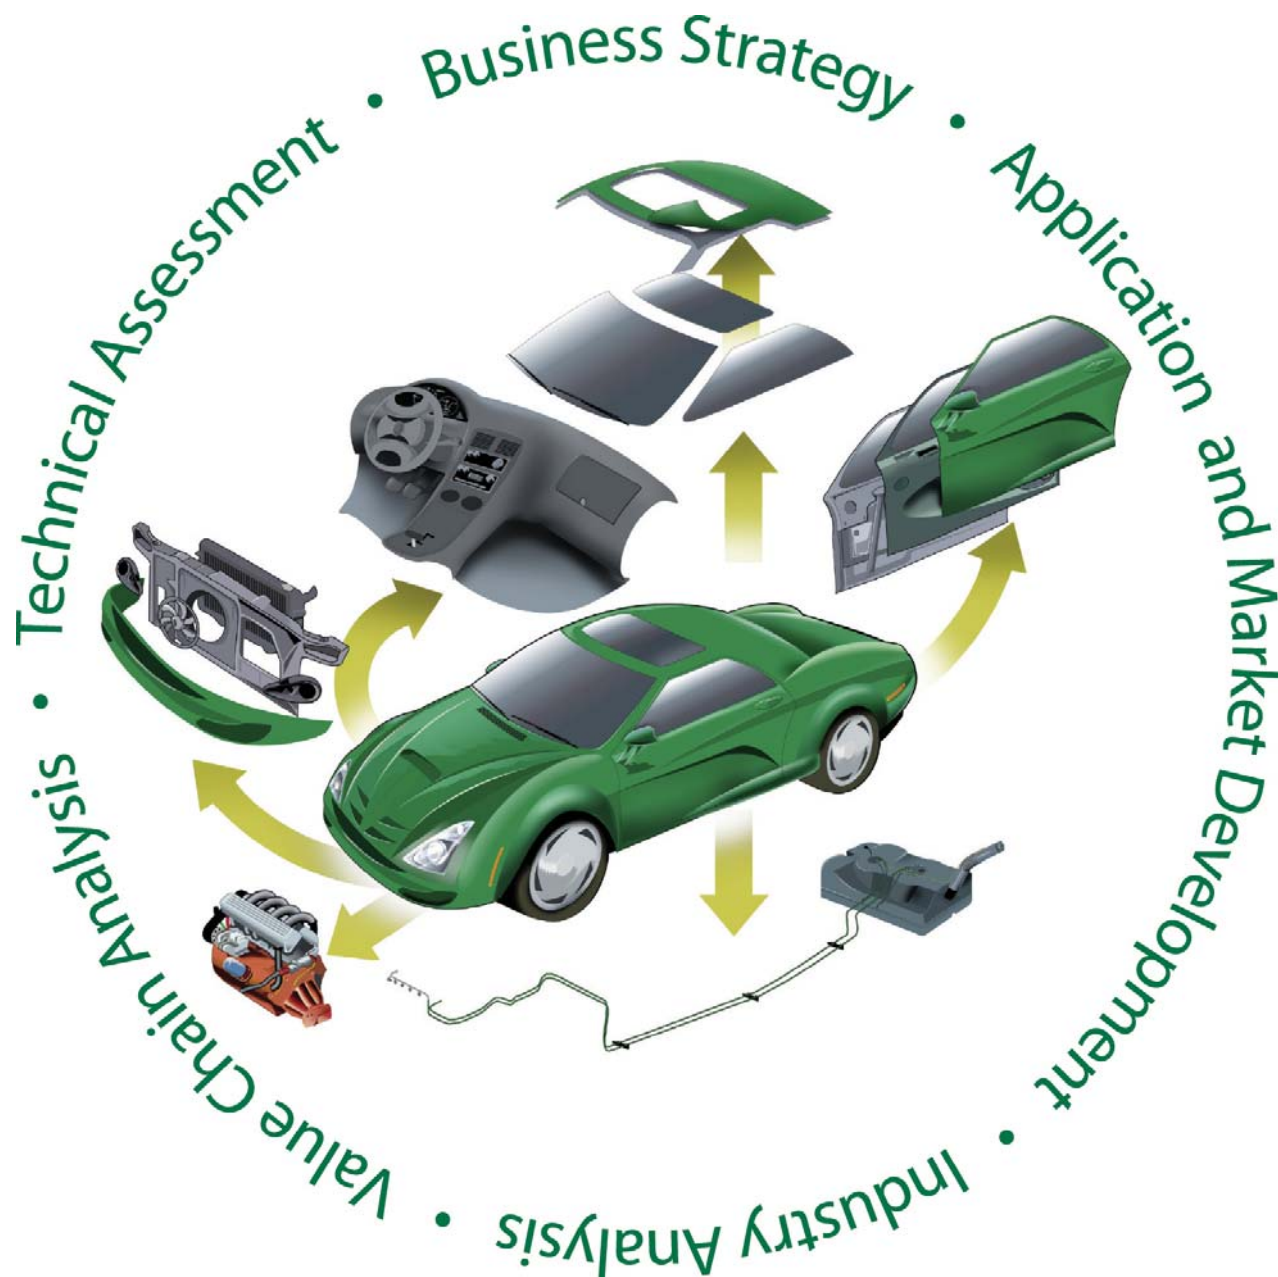 Business Strategy
Application and Market Development
Industry Analysis
Value Chain Analysis
Technical Assessment